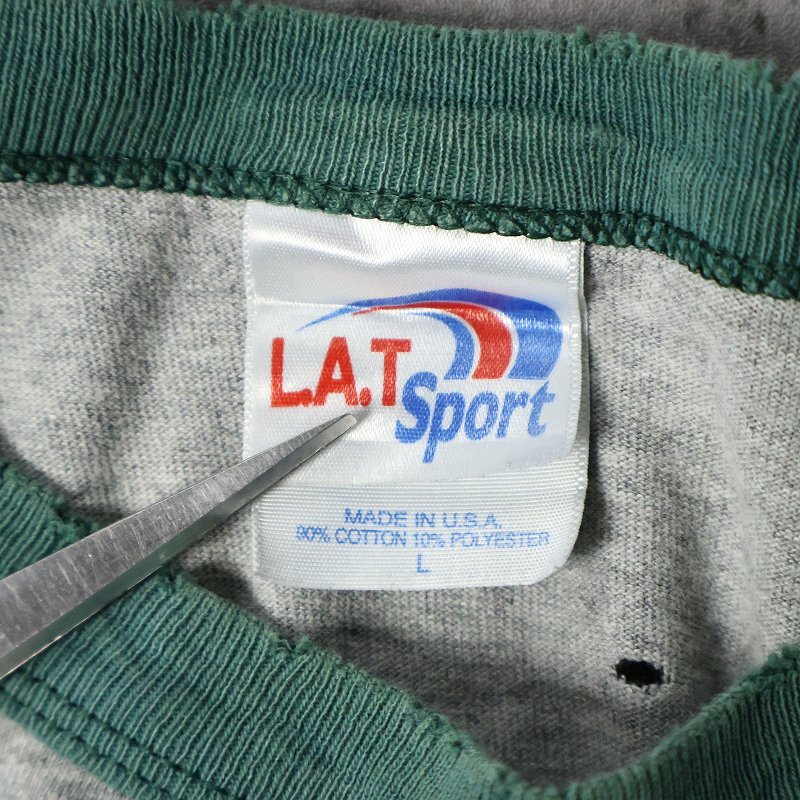 L.A.T
Sport
MADE IN U.S.A.
90% COTTON 10% POLYESTER
L